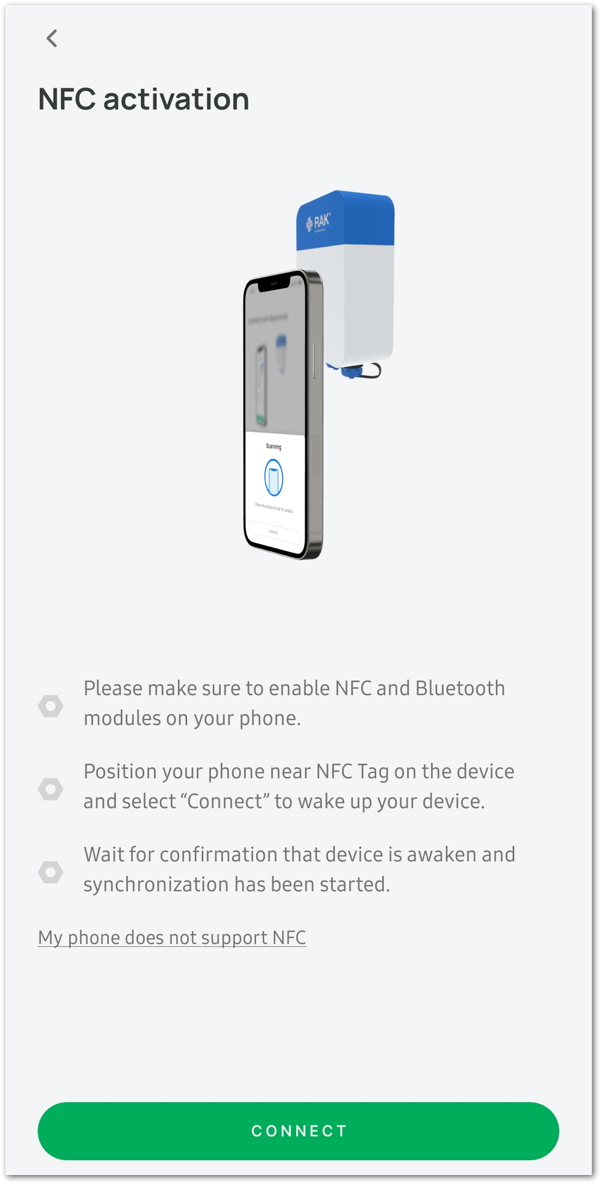 NFC activation
RAK
Scanning
Please make sure to enable NFC and Bluetooth
modules on your phone.
Position your phone near NFC Tag on the device
and select “Connect” to wake up your device.
Wait for confirmation that device is awaken and
synchronization has been started.
My phone does not support NFC
CONNECT